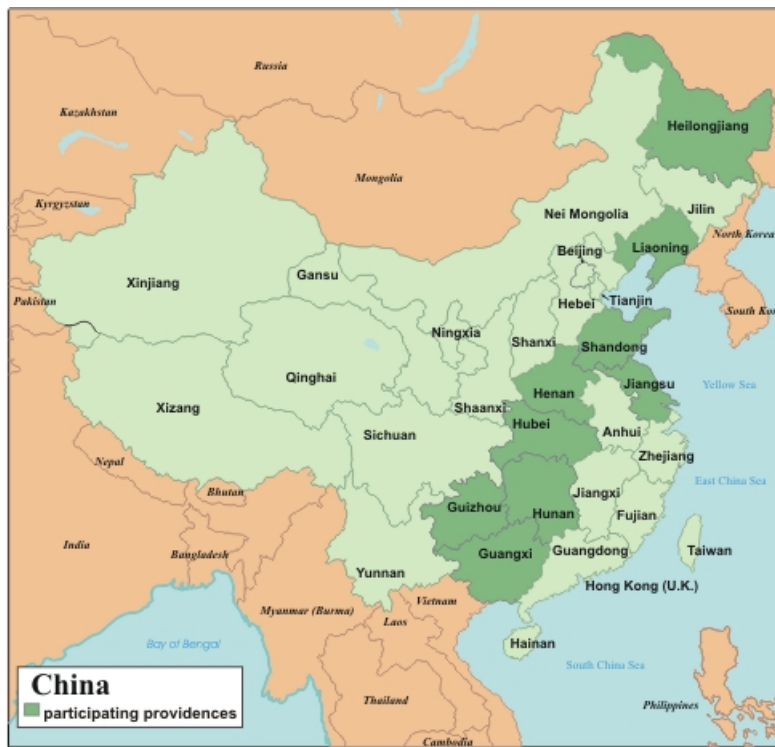 Russia
Kazakhstan
Heilongjiang
Mongolia
Kyrgyzstan
Nei Mongolia
Jilin
North Korea
Liaoning
Beijing
Xinjiang
Gansu
Pakistan
Hebei
Tianjin
South Kor
Ningxia
Shanxi
Shandong
Qinghai
Yellow Sea
Henan
Jiangsu
Xizang
Shaanxi
Hubei
Sichuan
Anhui
Zhejiang
Nepal
East China Sea
Bhutan
Jiangxi
Guizhou
Hunan
Fujian
India
Bangladesh
Guangxi
Guangdong
Taiwan
Yunnan
Hong Kong (U.K.)
Vietnam
Myanmar (Burma)
Laos
Bay of Bengal
Hainan
South China Sea
China
Thailand
Philippines
participating providences
Cambodia